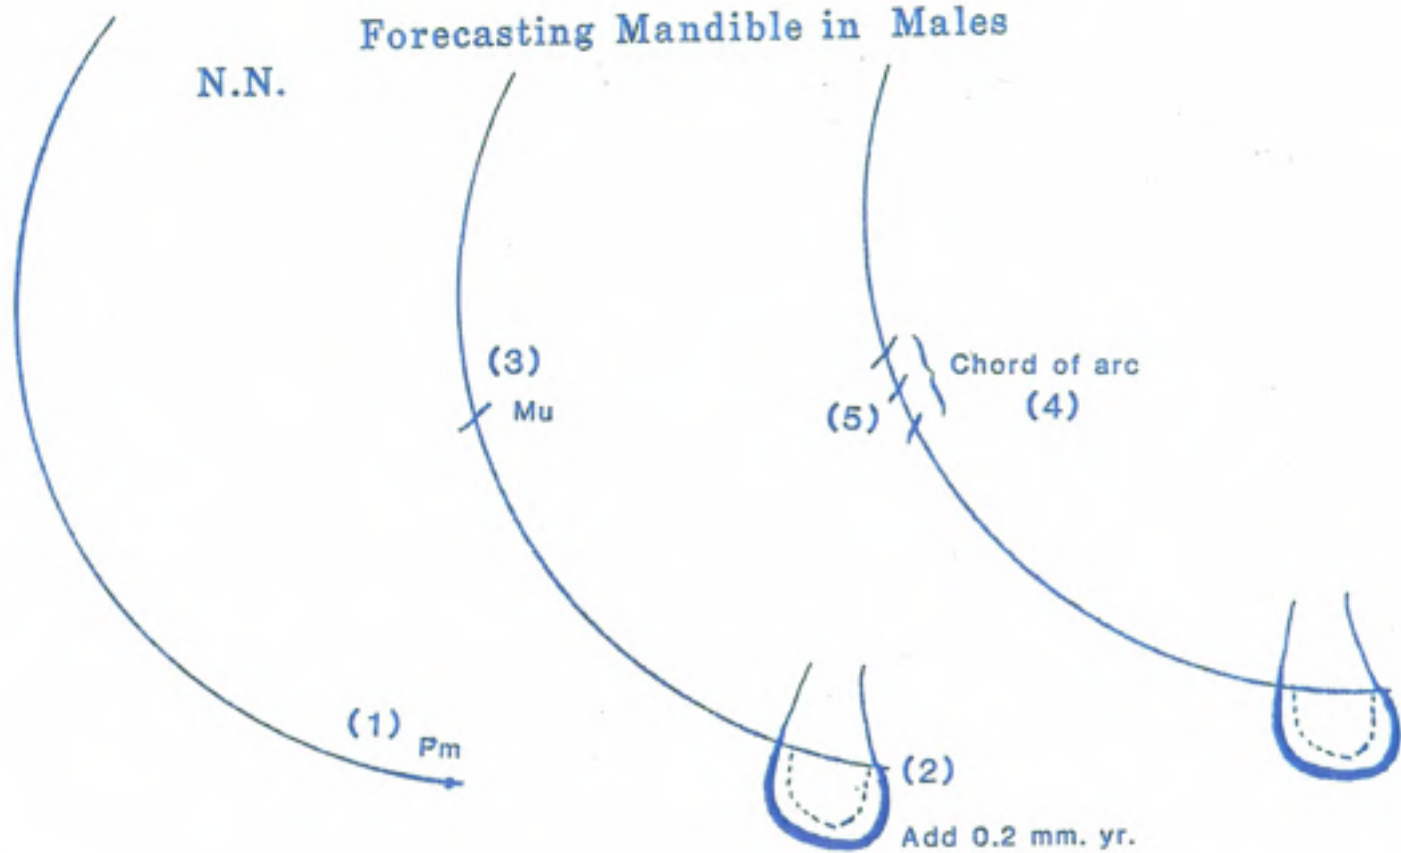 Forecasting Mandible in Males
N.N.
(3)
Mu
Chord of arc
(4)
(5)
(1) Pm
(2)
Add 0.2 mm. yr.